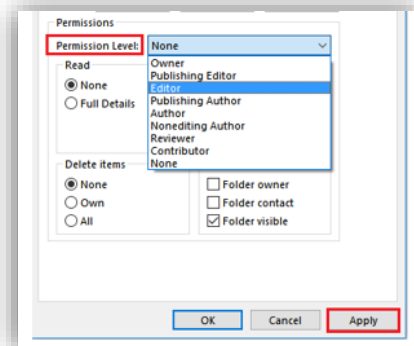 Permissions
Permission Level: None
Owner
Publishing Editor
Editor
Publishing Author
Author
Nonediting Author
Reviewer
Contributor
None
Read
None
Full Details
Delete items
None
Own
All
Folder owner
Folder contact
Folder visible
OK Cancel Apply